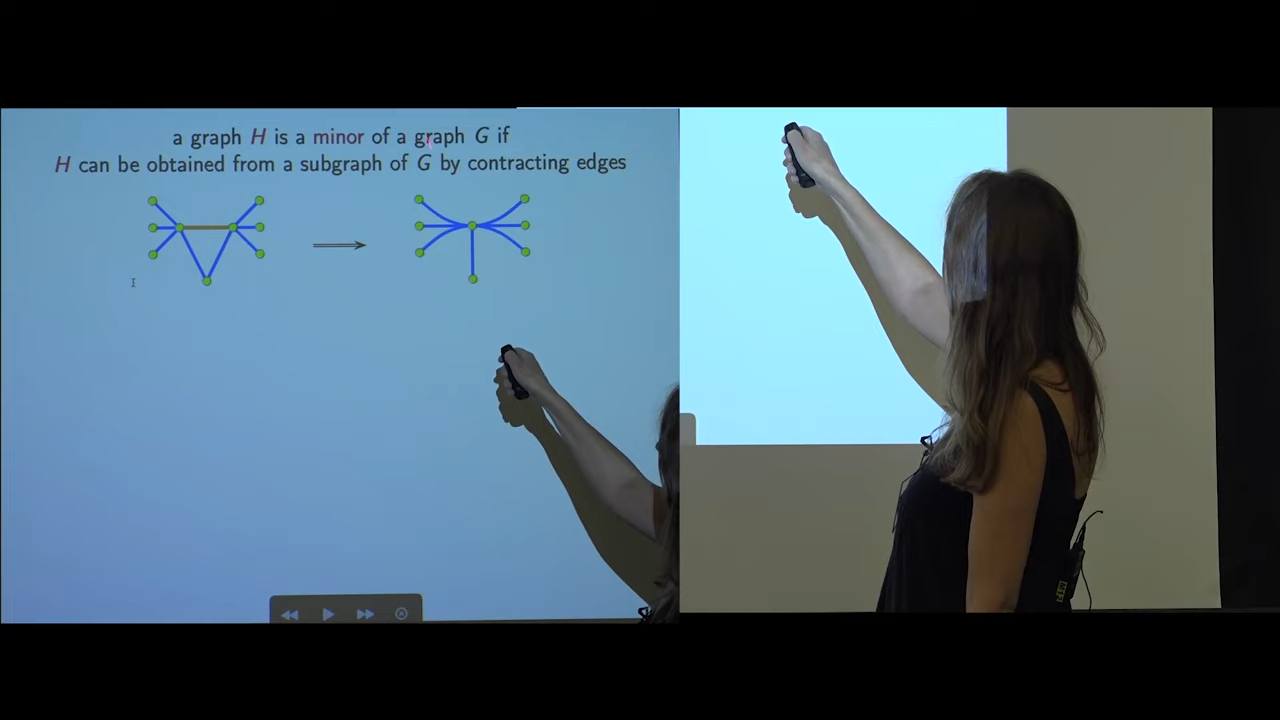 a graph H is a minor of a graph G if
H can be obtained from a subgraph of G by contracting edges